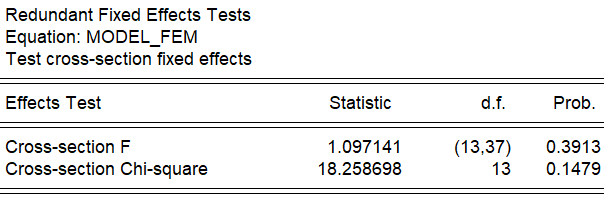 Redundant Fixed Effects Tests
Equation: MODEL_FEM
Test cross-section fixed effects
Effects Test Statistic d.f. Prob.
Cross-section F 1.097141 (13,37) 0.3913
Cross-section Chi-square 18.258698 13 0.1479